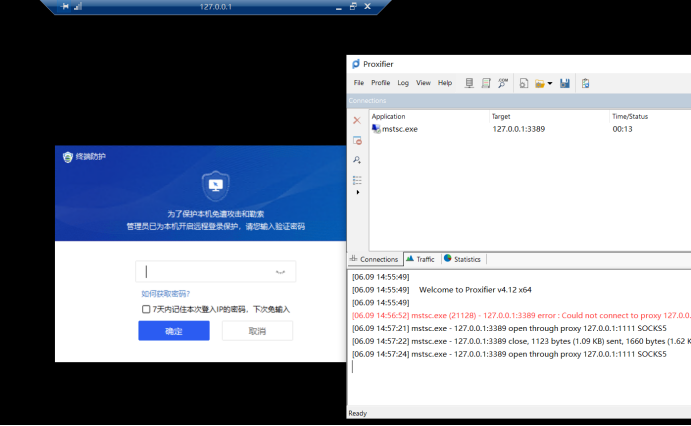 127.0.0.1
Proxifier
File Profile Log View Help
.COM
Connections
Application Target Time/Status
mstsc.exe 127.0.0.1:3389 00:13
终端防护
为了保护本机免遭攻击和勒索
管理员已为本机开启远程登录保护，请您输入验证密码
如何获取密码?
7天内记住本次登入IP的密码，下次免输入
确定 取消
Connections Traffic Statistics
[06.09 14:55:49]
[06.09 14:55:49] Welcome to Proxifier v4.12 x64
[06.09 14:55:49]
[06.09 14:56:52] mstsc.exe (21128) - 127.0.0.1:3389 error : Could not connect to proxy 127.0.0.
[06.09 14:57:21] mstsc.exe - 127.0.0.1:3389 open through proxy 127.0.0.1:1111 SOCKS5
[06.09 14:57:22] mstsc.exe - 127.0.0.1:3389 close, 1123 bytes (1.09 KB) sent, 1660 bytes (1.62 K
[06.09 14:57:24] mstsc.exe - 127.0.0.1:3389 open through proxy 127.0.0.1:1111 SOCKS5
Ready